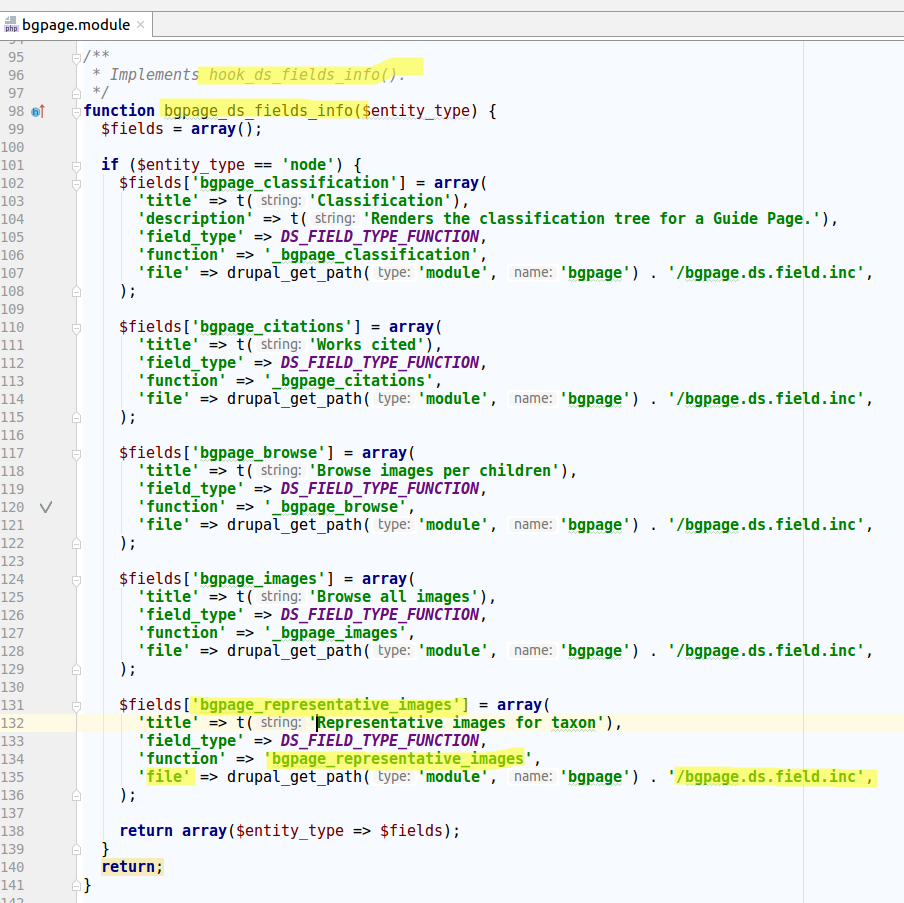 bgpage.module
95 /**
96 * Implements hook_ds_fields_info().
97 */
98 function bgpage_ds_fields_info($entity_type) {
99 $fields = array();
100
101 if ($entity_type == 'node') {
102 $fields['bgpage_classification'] = array(
103 'title' => t( string: 'Classification'),
104 'description' => t( string: 'Renders the classification tree for a Guide Page.'),
105 'field_type' => DS_FIELD_TYPE_FUNCTION,
106 'function' => '_bgpage_classification',
107 'file' => drupal_get_path( type: 'module', name: 'bgpage') . '/bgpage.ds.field.inc',
108 );
109
110 $fields['bgpage_citations'] = array(
111 'title' => t( string: 'Works cited'),
112 'field_type' => DS_FIELD_TYPE_FUNCTION,
113 'function' => '_bgpage_citations',
114 'file' => drupal_get_path( type: 'module', name: 'bgpage') . '/bgpage.ds.field.inc',
115 );
116
117 $fields['bgpage_browse'] = array(
118 'title' => t( string: 'Browse images per children'),
119 'field_type' => DS_FIELD_TYPE_FUNCTION,
120 'function' => '_bgpage_browse',
121 'file' => drupal_get_path( type: 'module', name: 'bgpage') . '/bgpage.ds.field.inc',
122 );
123
124 $fields['bgpage_images'] = array(
125 'title' => t( string: 'Browse all images'),
126 'field_type' => DS_FIELD_TYPE_FUNCTION,
127 'function' => '_bgpage_images',
128 'file' => drupal_get_path( type: 'module', name: 'bgpage') . '/bgpage.ds.field.inc',
129 );
130
131 $fields['bgpage_representative_images'] = array(
132 'title' => t( string: 'Representative images for taxon'),
133 'field_type' => DS_FIELD_TYPE_FUNCTION,
134 'function' => 'bgpage_representative_images',
135 'file' => drupal_get_path( type: 'module', name: 'bgpage') . '/bgpage.ds.field.inc',
136 );
137
138 return array($entity_type => $fields);
139 }
140 return;
141 }